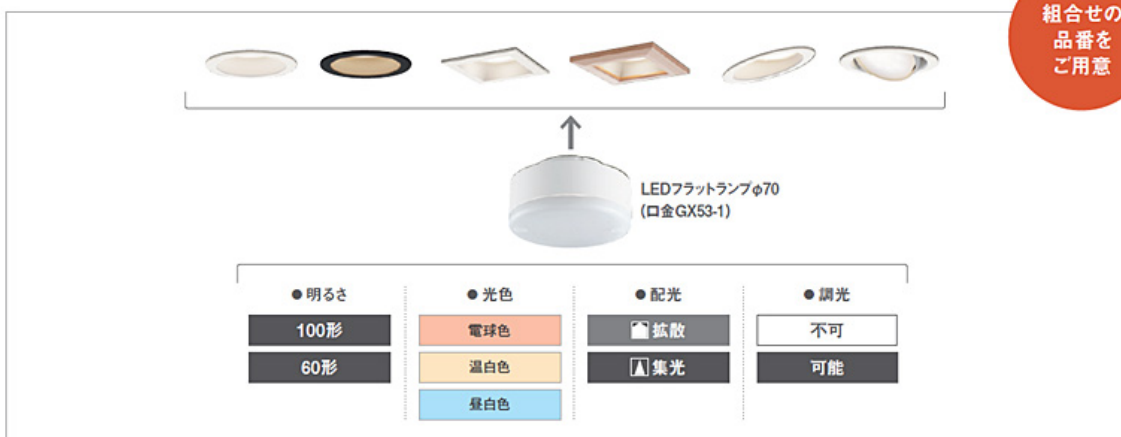 組合せの
品番を
ご用意
LEDフラットランプφ70
(口金GX53-1)
●明るさ
100形
60形
●光色
電球色
温白色
昼白色
●配光
拡散
集光
●調光
不可
可能